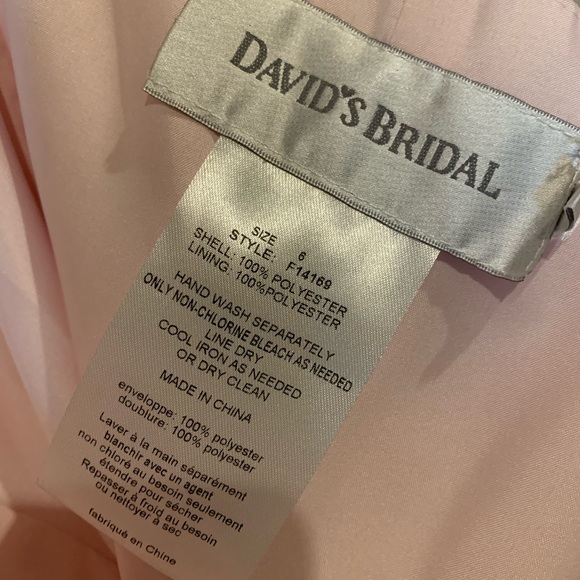 DAVID'S BRIDAL
SIZE 6
STYLE: F14169
SHELL: 100% POLYESTER
LINING: 100%POLYESTER
HAND WASH SEPARATELY
ONLY NON-CHLORINE BLEACH AS NEEDED
LINE DRY
COOL IRON AS NEEDED
OR DRY CLEAN
MADE IN CHINA
enveloppe: 100% polyester
doublure: 100% polyester
Laver à la main séparément
blanchir avec un agent
non chloré au besoin seulement
étendre pour sécher
Repasser à froid au besoin
ou nettoyer à sec
fabriqué en Chine